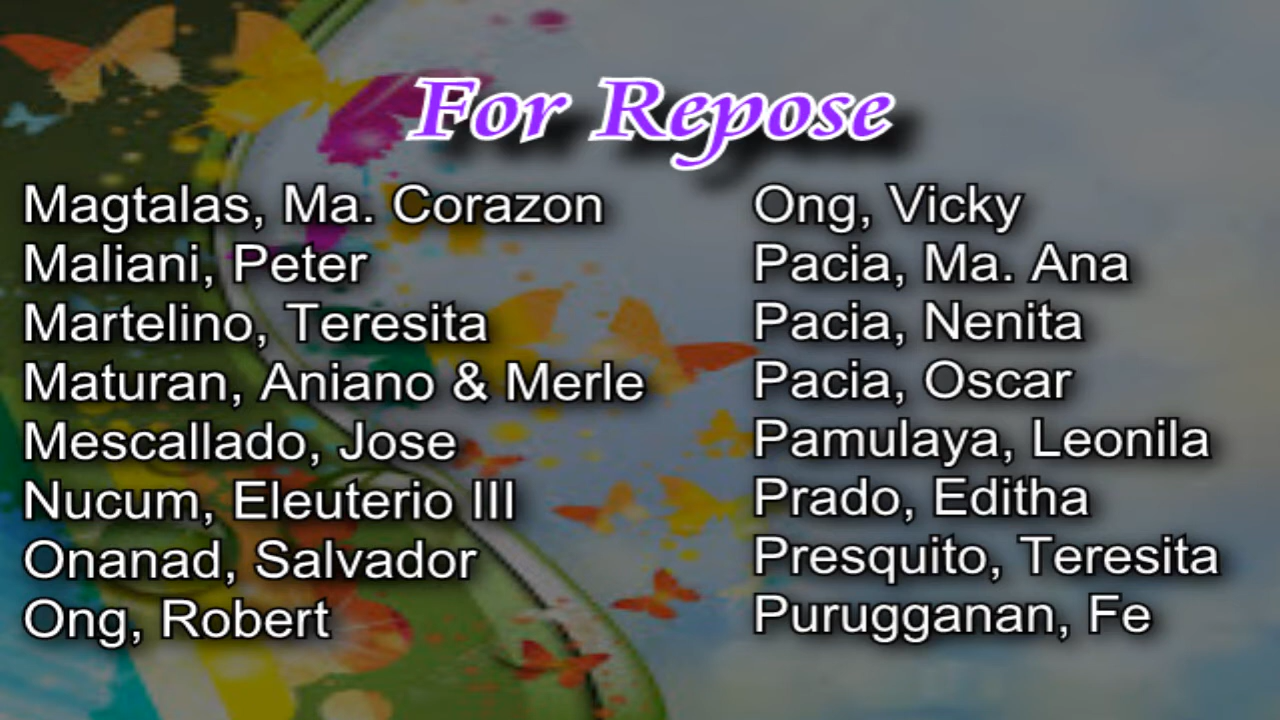 For Repose
Magtalas, Ma. Corazon
Maliani, Peter
Martelino, Teresita
Maturan, Aniano & Merle
Mescallado, Jose
Nucum, Eleuterio III
Onanad, Salvador
Ong, Robert
Ong, Vicky
Pacia, Ma. Ana
Pacia, Nenita
Pacia, Oscar
Pamulaya, Leonila
Prado, Editha
Presquito, Teresita
Purugganan, Fe